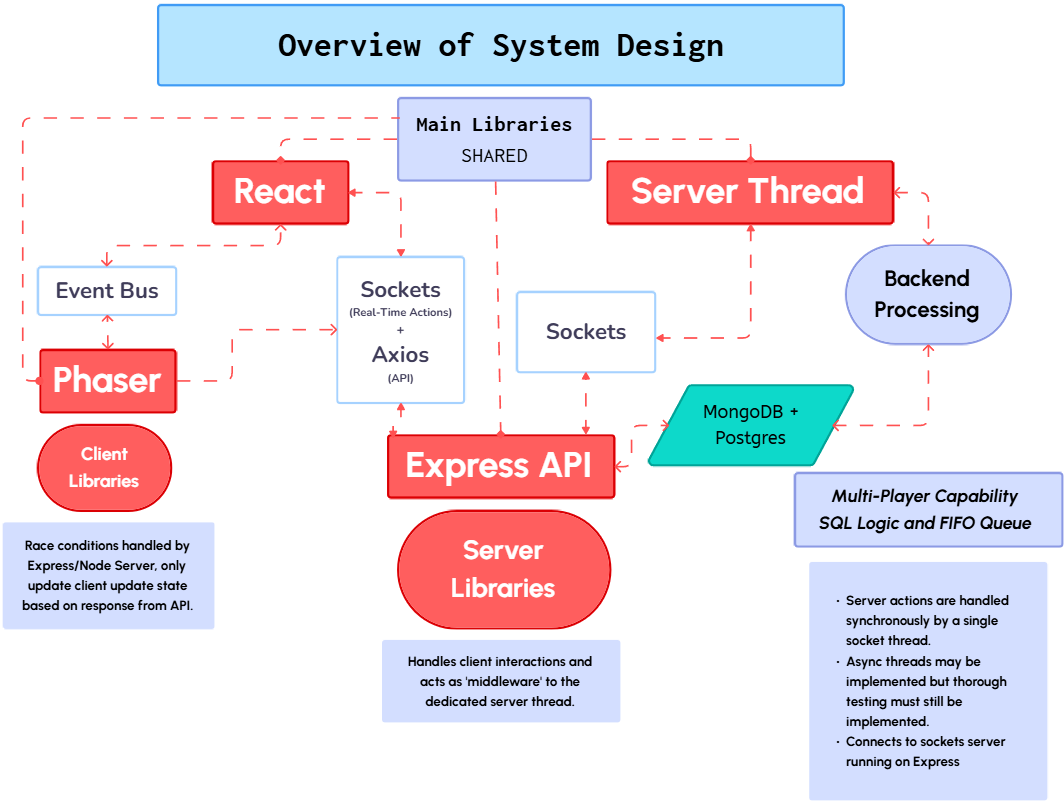 Overview of System Design
Main Libraries
SHARED
React
Server Thread
Event Bus
Sockets
(Real-Time Actions)
+
Axios
(API)
Sockets
Backend
Processing
Phaser
MongoDB +
Postgres
Client
Libraries
Express API
Multi-Player Capability
SQL Logic and FIFO Queue
Race conditions handled by
Express/Node Server, only
update client update state
based on response from API.
Server
Libraries
Handles client interactions and
acts as 'middleware' to the
dedicated server thread.
· Server actions are handled
synchronously by a single
socket thread.
· Async threads may be
implemented but thorough
testing must still be
implemented.
· Connects to sockets server
running on Express